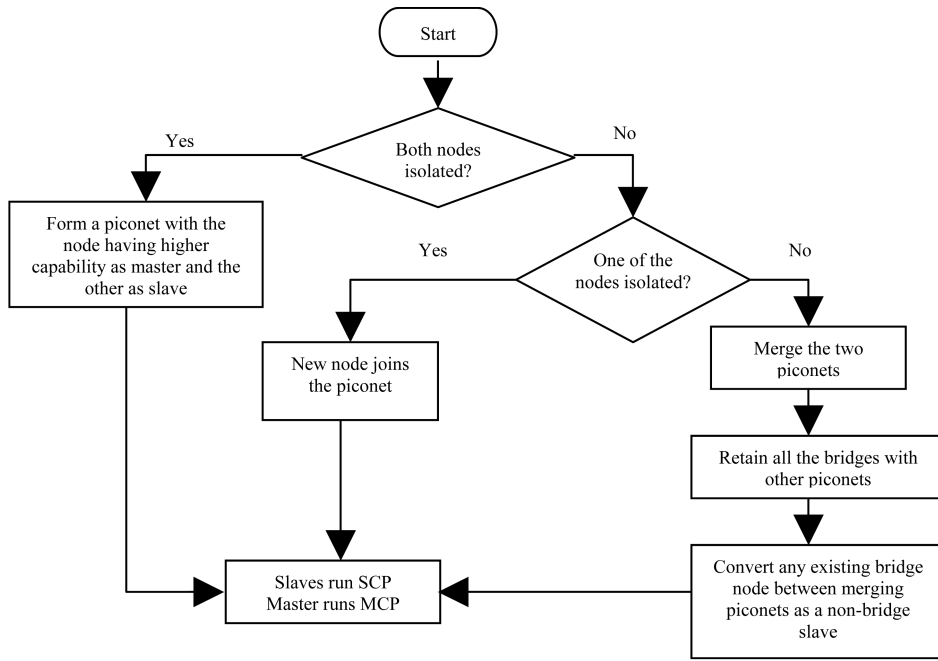 Start
Both nodes
isolated?
Yes
No
Form a piconet with the
node having higher
capability as master and the
other as slave
One of the
nodes isolated?
Yes
No
New node joins
the piconet
Merge the two
piconets
Retain all the bridges with
other piconets
Convert any existing bridge
node between merging
piconets as a non-bridge
slave
Slaves run SCP
Master runs MCP